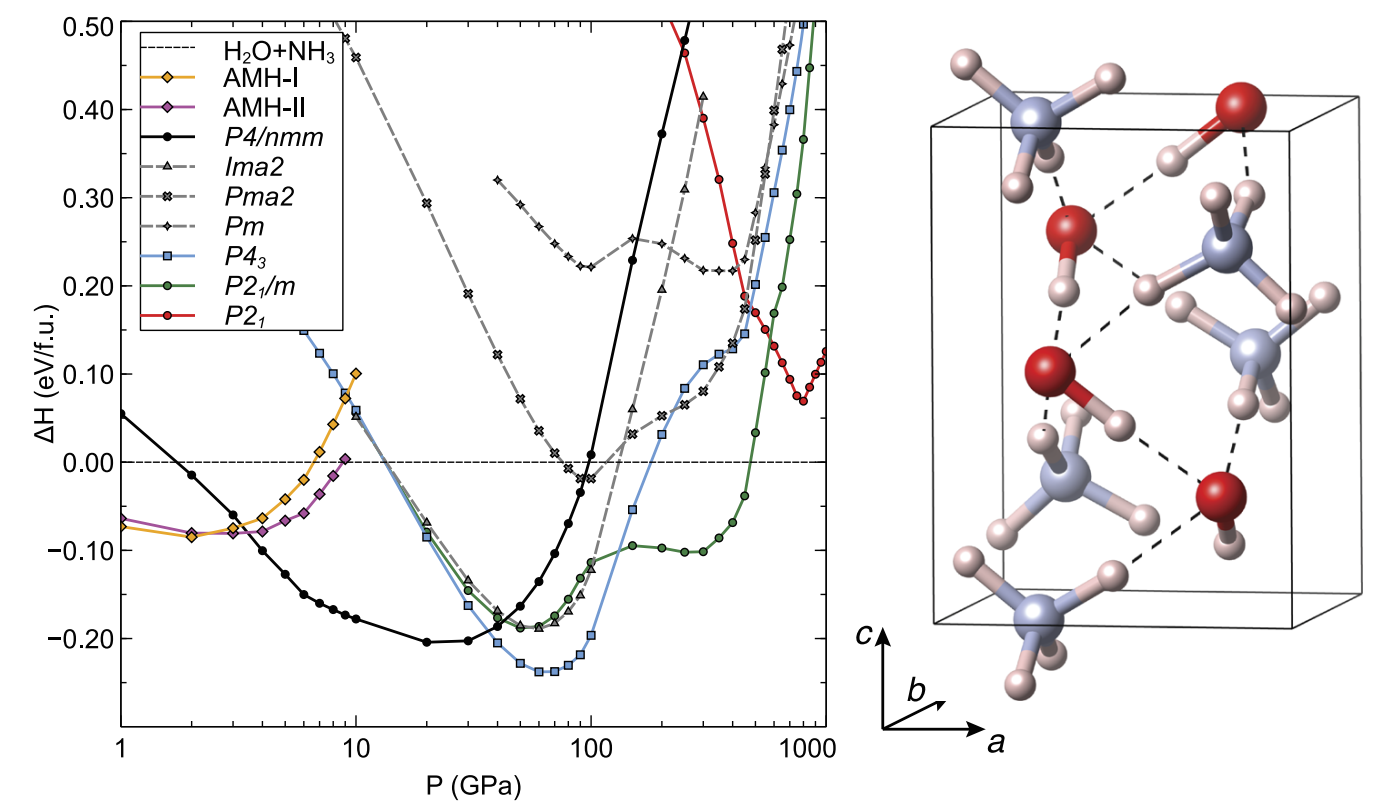 0.50
0.40
0.30
0.20
0.10
0.00
−0.10
−0.20
ΔH (eV/f.u.)
H₂O+NH₃
AMH-I
AMH-II
P4/nmm
Ima2
Pma2
Pm
P4₃
P2₁/m
P2₁
1
10
100
1000
P (GPa)
c
b
a